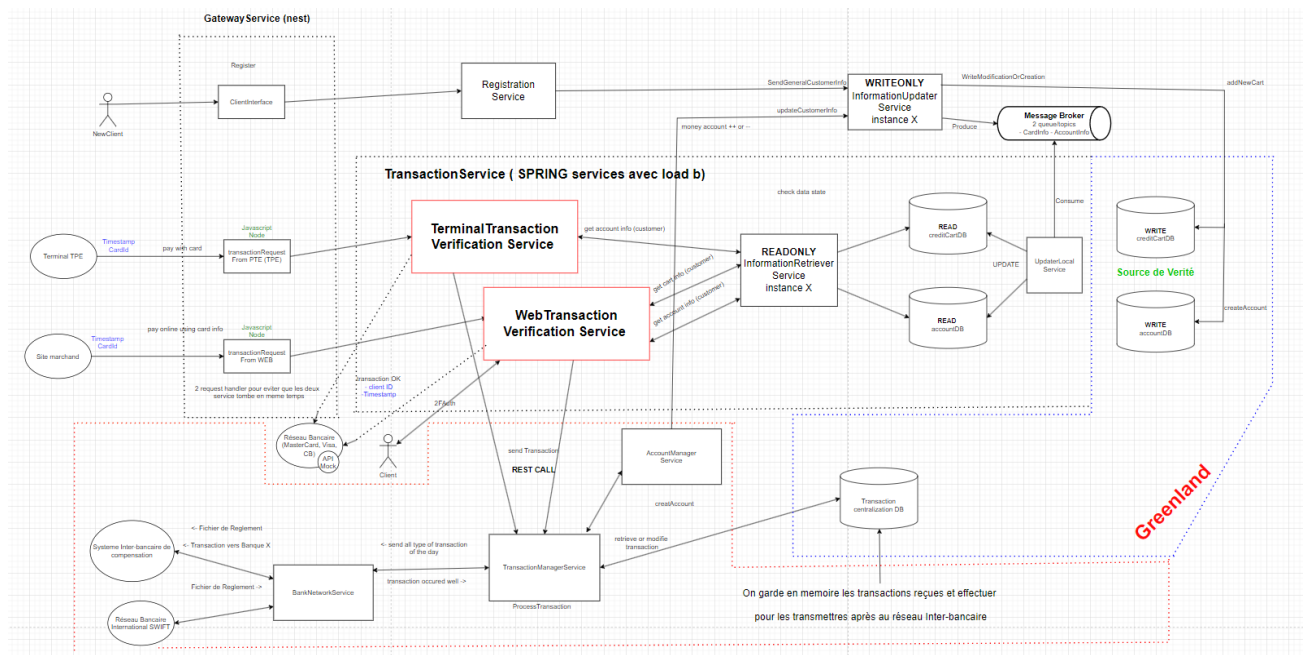 GatewayService (nest)
Register
ClientInterface
NewClient
Registration
Service
SendGeneralCustomerInfo
updateCustomerInfo
money account ++ or --
WRITEONLY
InformationUpdater
Service
instance X
WriteModificationOrCreation
Produce
Message Broker
2 queue/topics
- CardInfo - AccountInfo
addNewCart
TransactionService ( SPRING services avec load b)
check data state
TerminalTransaction
Verification Service
get account info (customer)
READONLY
InformationRetriever
Service
instance X
READ
creditCartDB
Consume
UPDATE
UpdaterLocal
Service
READ
accountDB
WRITE
creditCartDB
Source de Verité
WRITE
accountDB
createAccount
Terminal TPE
Timestamp
CardId
pay with card
Javascript
Node
transactionRequest
From PTE (TPE)
get cart info (customer)
get account info (customer)
WebTransaction
Verification Service
Site marchand
Timestamp
CardId
pay online using card info
Javascript
Node
transactionRequest
From WEB
2 request handler pour eviter que les deux
service tombe en meme temps
transaction OK
- client ID
-Timestamp
2FAuth
Réseau Bancaire
(MasterCard, Visa,
CB)
API
Mock
Client
send Transaction
REST CALL
AccountManager
Service
creatAccount
retrieve or modifie
transaction
Transaction
centralization DB
Greenland
Systeme Inter-bancaire de
compensation
<- Fichier de Reglement
<- Transaction vers Banque X
Fichier de Reglement ->
Réseau Bancaire
International SWIFT
BankNetworkService
<- send all type of transaction
of the day
transaction occured well ->
TransactionManagerService
ProcessTransaction
On garde en memoire les transactions reçues et effectuer
pour les transmettres après au réseau Inter-bancaire